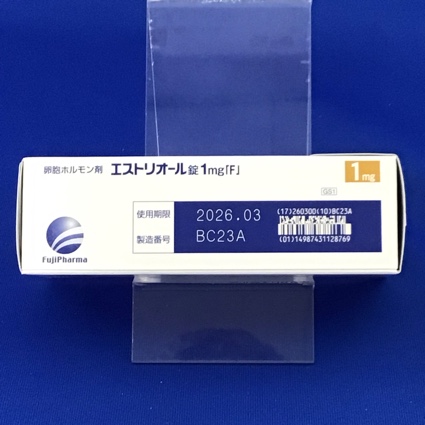 卵胞ホルモン剤 エストリオール錠1mg「F」
1mg
GS1
使用期限 2026.03
製造番号 BC23A
(17)260300(10)BC23A
(01)14987431128769
FujiPharma